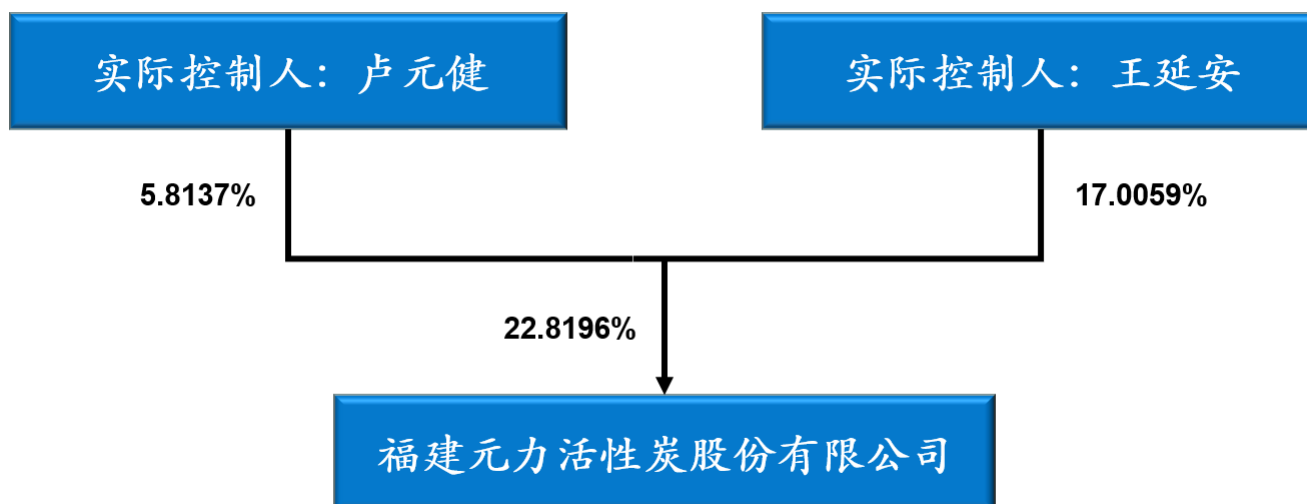 实际控制人：卢元健
实际控制人：王延安
5.8137%
17.0059%
22.8196%
福建元力活性炭股份有限公司